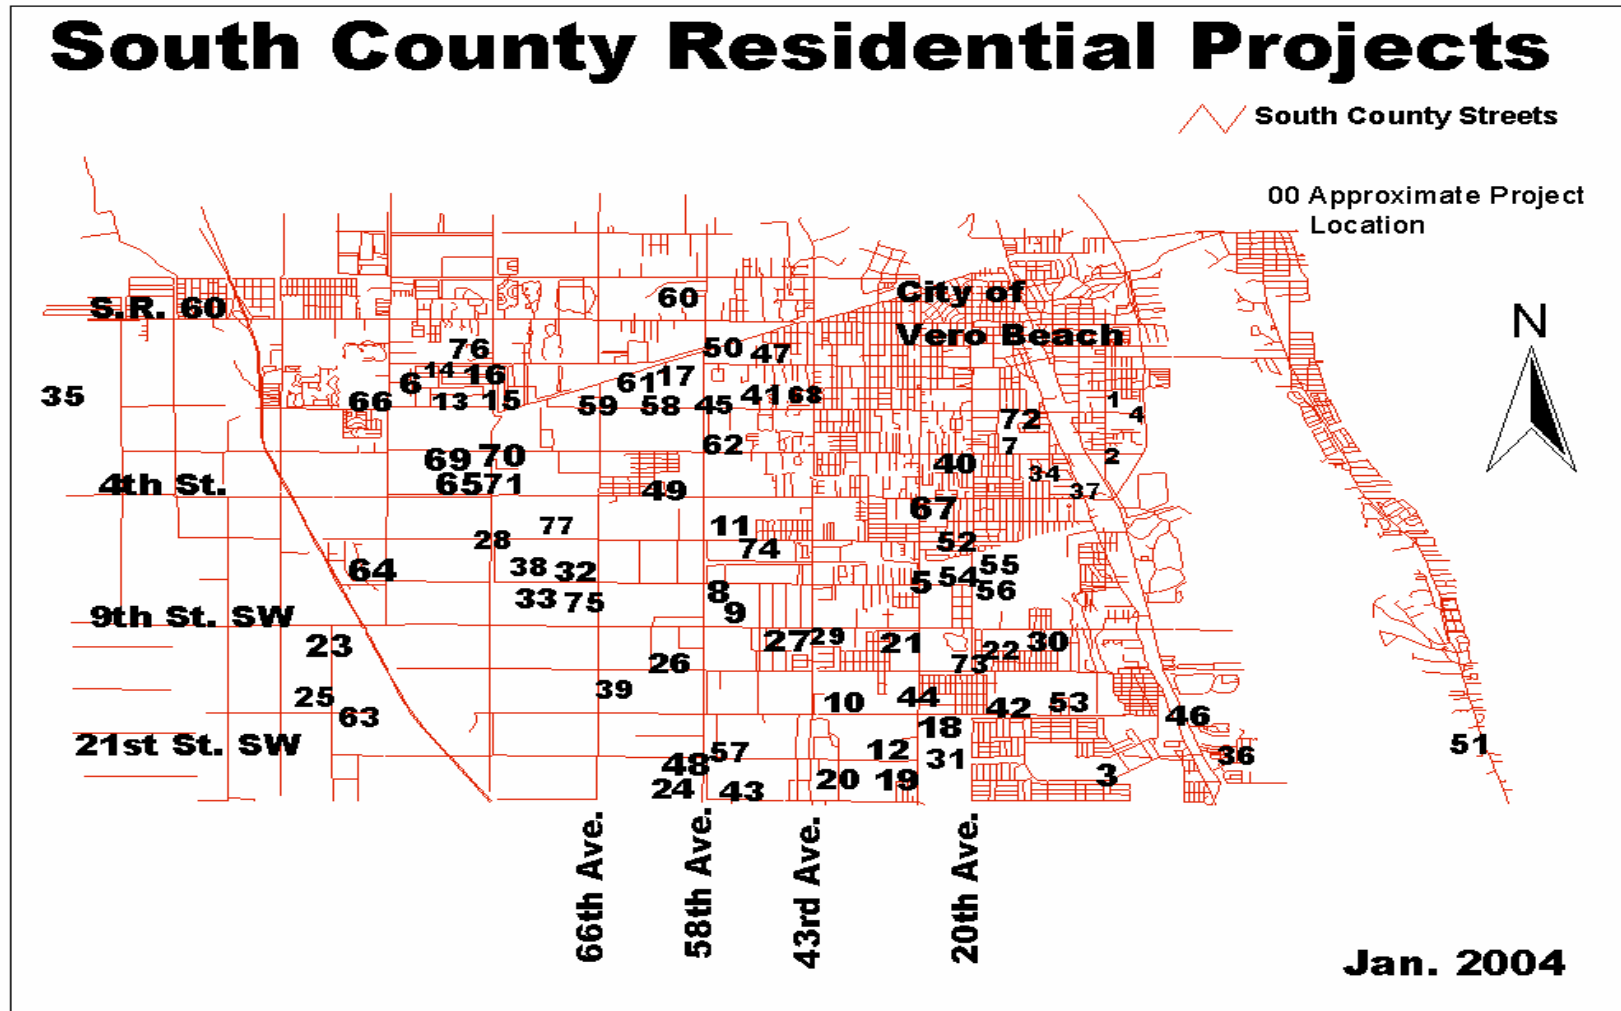 South County Residential Projects
South County Streets
00 Approximate Project
Location
S.R. 60
60
City of
Vero Beach
50 47
76
14 16
6
61 17
35
66 13 15
59 58 45 41 68
1
4
72
62
7
2
69 70
40
34
4th St.
65 71
49
37
67
11
77
28
74
52
64
38 32
55
5 54
56
33 75
8
9
9th St. SW
23
27 29 21
22 30
26
73
25
39
63
10 44
42 53
46
18
21st St. SW
57
12
31
36
51
48
24 43
20 19
3
66th Ave.
58th Ave.
43rd Ave.
20th Ave.
N
Jan. 2004